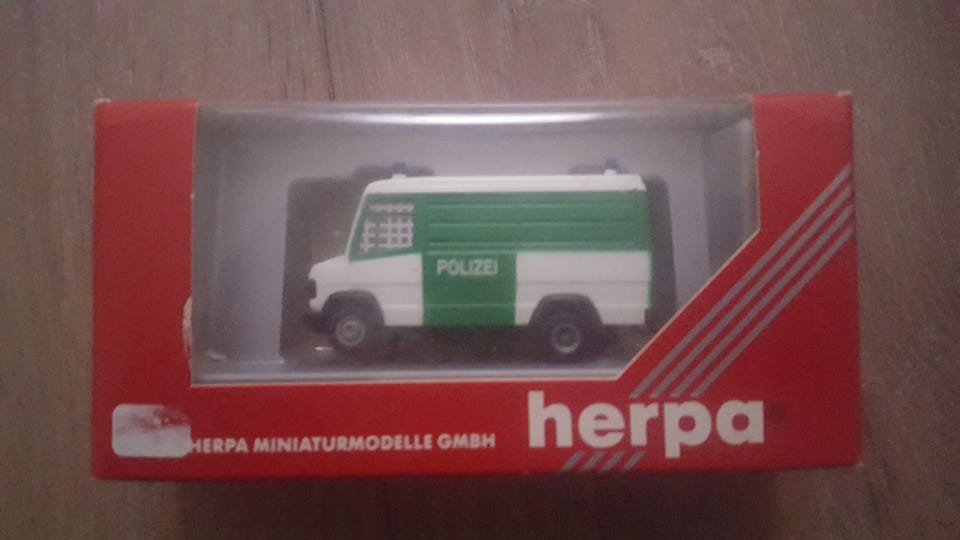 POLIZEI
HERPA MINIATURMODELLE GMBH
herpa